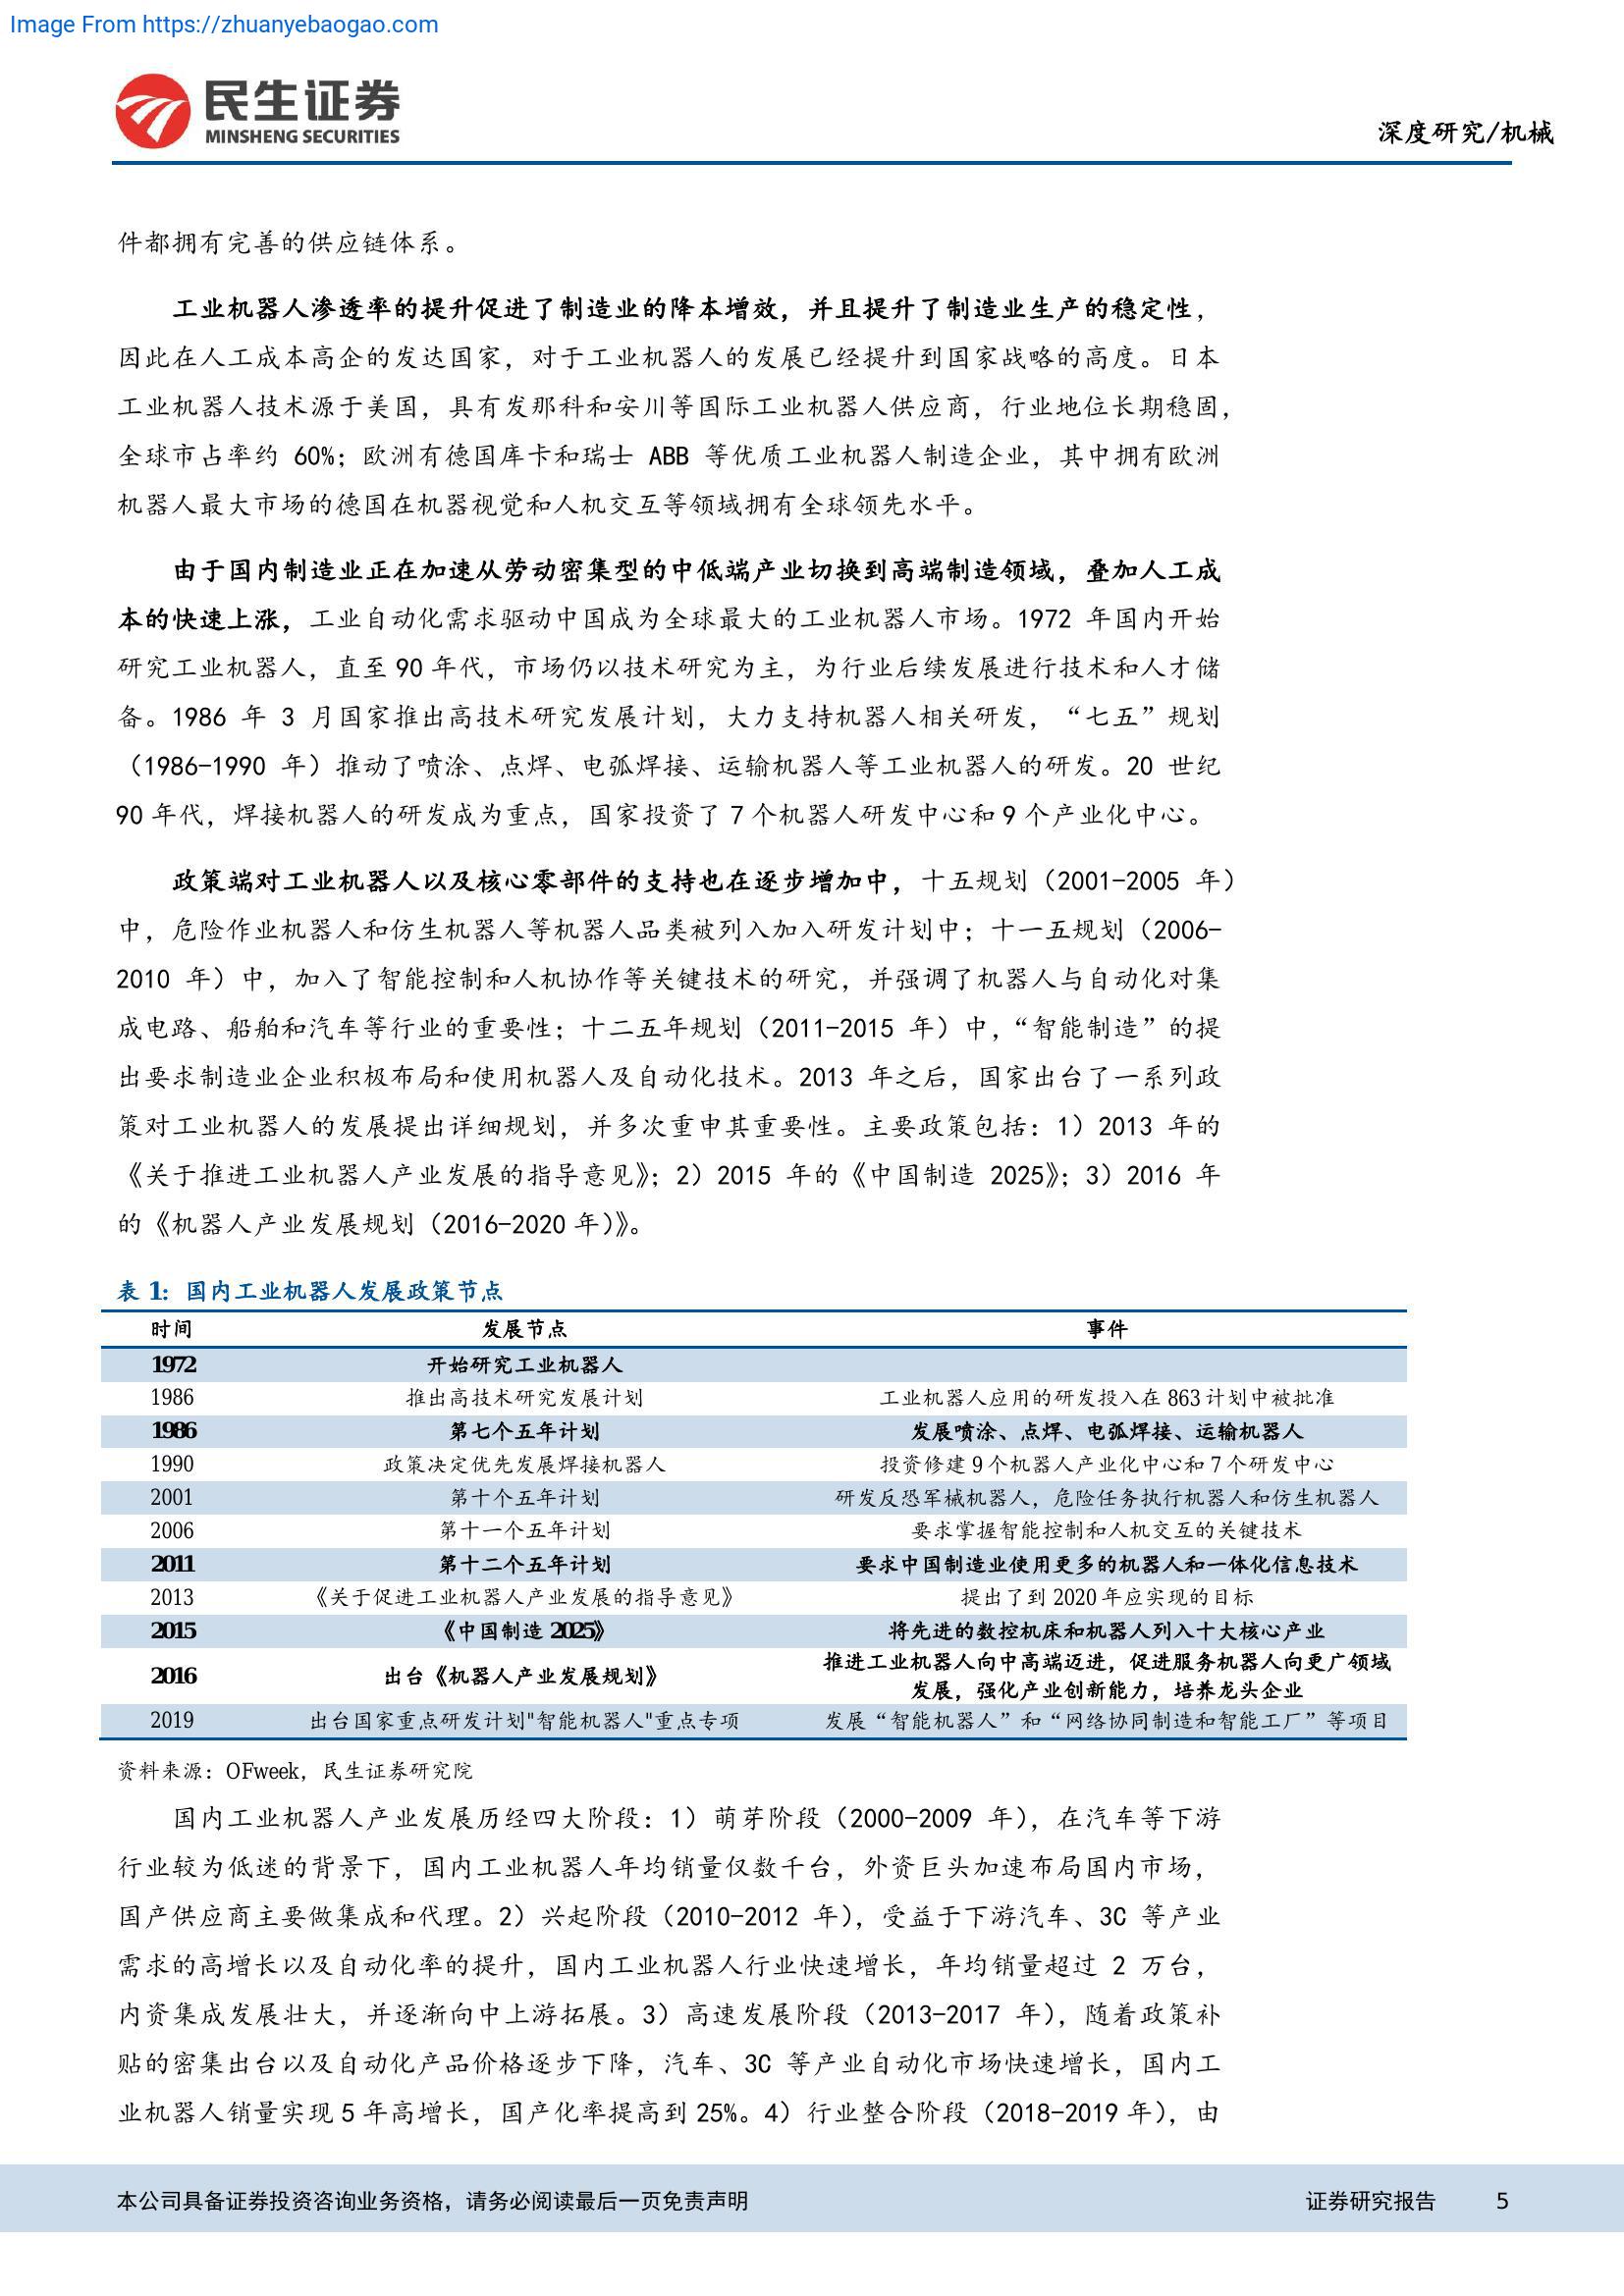 Image From https://zhuanyebaogao.com
民生证券
MINSHENG SECURITIES
深度研究/机械
件都拥有完善的供应链体系。
工业机器人渗透率的提升促进了制造业的降本增效，并且提升了制造业生产的稳定性，
因此在人工成本高企的发达国家，对于工业机器人的发展已经提升到国家战略的高度。日本
工业机器人技术源于美国，具有发那科和安川等国际工业机器人供应商，行业地位长期稳固，
全球市占率约 60%；欧洲有德国库卡和瑞士 ABB 等优质工业机器人制造企业，其中拥有欧洲
机器人最大市场的德国在机器视觉和人机交互等领域拥有全球领先水平。
由于国内制造业正在加速从劳动密集型的中低端产业切换到高端制造领域，叠加人工成
本的快速上涨，工业自动化需求驱动中国成为全球最大的工业机器人市场。1972 年国内开始
研究工业机器人，直至 90 年代，市场仍以技术研究为主，为行业后续发展进行技术和人才储
备。1986 年 3 月国家推出高技术研究发展计划，大力支持机器人相关研发，“七五”规划
（1986-1990 年）推动了喷涂、点焊、电弧焊接、运输机器人等工业机器人的研发。20 世纪
90 年代，焊接机器人的研发成为重点，国家投资了 7 个机器人研发中心和 9 个产业化中心。
政策端对工业机器人以及核心零部件的支持也在逐步增加中，十五规划（2001-2005 年）
中，危险作业机器人和仿生机器人等机器人品类被列入加入研发计划中；十一五规划（2006-
2010 年）中，加入了智能控制和人机协作等关键技术的研究，并强调了机器人与自动化对集
成电路、船舶和汽车等行业的重要性；十二五年规划（2011-2015 年）中，“智能制造”的提
出要求制造业企业积极布局和使用机器人及自动化技术。2013 年之后，国家出台了一系列政
策对工业机器人的发展提出详细规划，并多次重申其重要性。主要政策包括：1）2013 年的
《关于推进工业机器人产业发展的指导意见》；2）2015 年的《中国制造 2025》；3）2016 年
的《机器人产业发展规划（2016-2020 年）》。
表 1：国内工业机器人发展政策节点
时间 发展节点 事件
1972 开始研究工业机器人
1986 推出高技术研究发展计划 工业机器人应用的研发投入在 863 计划中被批准
1986 第七个五年计划 发展喷涂、点焊、电弧焊接、运输机器人
1990 政策决定优先发展焊接机器人 投资修建 9 个机器人产业化中心和 7 个研发中心
2001 第十个五年计划 研发反恐军械机器人，危险任务执行机器人和仿生机器人
2006 第十一个五年计划 要求掌握智能控制和人机交互的关键技术
2011 第十二个五年计划 要求中国制造业使用更多的机器人和一体化信息技术
2013 《关于促进工业机器人产业发展的指导意见》 提出了到 2020 年应实现的目标
2015 《中国制造 2025》 将先进的数控机床和机器人列入十大核心产业
2016 出台《机器人产业发展规划》 推进工业机器人向中高端迈进，促进服务机器人向更广领域
发展，强化产业创新能力，培养龙头企业
2019 出台国家重点研发计划"智能机器人"重点专项 发展“智能机器人”和“网络协同制造和智能工厂”等项目
资料来源：OFweek，民生证券研究院
国内工业机器人产业发展历经四大阶段：1）萌芽阶段（2000-2009 年），在汽车等下游
行业较为低迷的背景下，国内工业机器人年均销量仅数千台，外资巨头加速布局国内市场，
国产供应商主要做集成和代理。2）兴起阶段（2010-2012 年），受益于下游汽车、3C 等产业
需求的高增长以及自动化率的提升，国内工业机器人行业快速增长，年均销量超过 2 万台，
内资集成发展壮大，并逐渐向中上游拓展。3）高速发展阶段（2013-2017 年），随着政策补
贴的密集出台以及自动化产品价格逐步下降，汽车、3C 等产业自动化市场快速增长，国内工
业机器人销量实现 5 年高增长，国产化率提高到 25%。4）行业整合阶段（2018-2019 年），由
本公司具备证券投资咨询业务资格，请务必阅读最后一页免责声明 证券研究报告 5